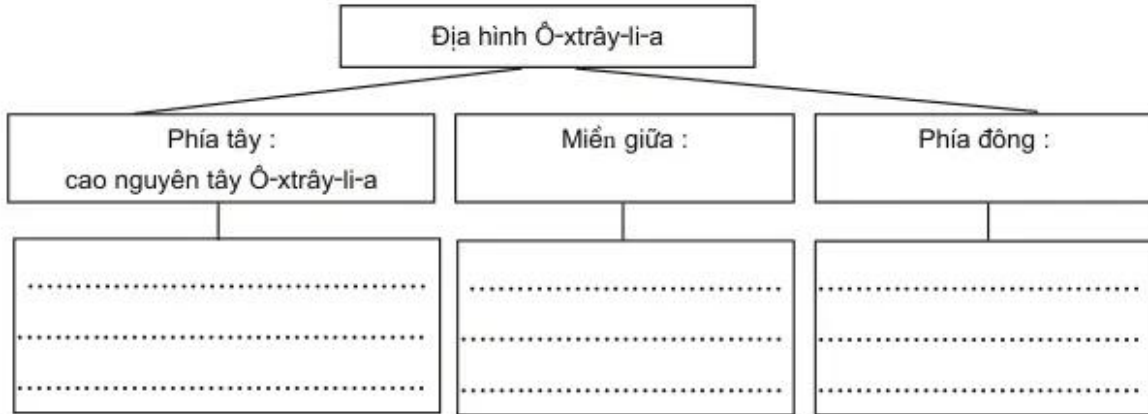 Địa hình Ô-xtrây-li-a
Phía tây :
cao nguyên tây Ô-xtrây-li-a
Miền giữa :
Phía đông :
........................................
........................................
........................................
................................
................................
................................
................................
................................
................................